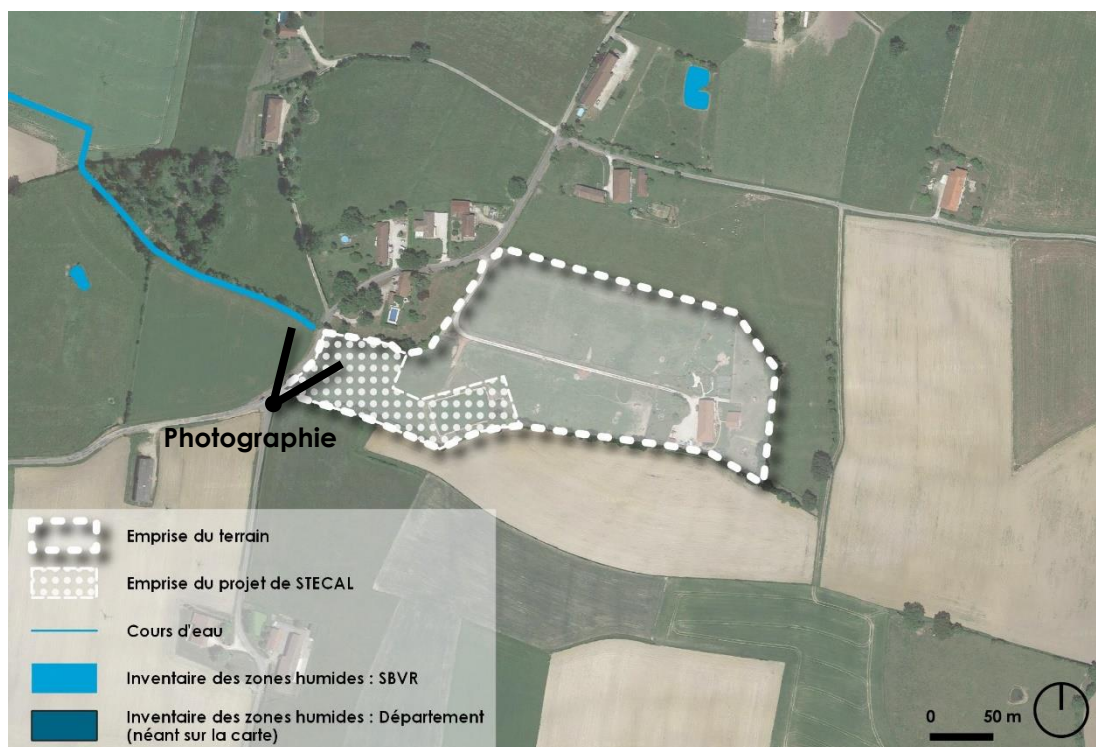 Photographie
Emprise du terrain
Emprise du projet de STECAL
Cours d'eau
Inventaire des zones humides : SBVR
Inventaire des zones humides : Département
(néant sur la carte)
0 50 m